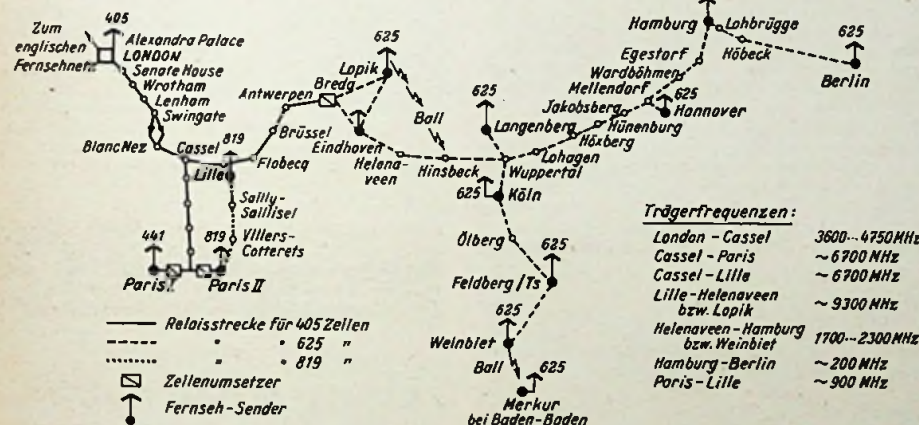 Zum
englischen
Fernsehnetz
405
Alexandra Palace
LONDON
Senate House
Wrotham
Lenham
Swingate
Blanc Nez
Cassel
819
Lille
Flobecq
Brüssel
Antwerpen
Breda
Lopik
625
Eindhoven
Helena-
veen
Ball
Hinsbeck
625
Langenberg
Wuppertal
Lohagen
Höxberg
Jakobsberg
Hünenburg
Mellendorf
Wardböhmen
Egestorf
625
Hannover
Hamburg
Lohbrügge
Höbeck
625
Berlin
Sailly-
Saillisel
Villers-
Cotterets
441
Paris I
819
Paris II
625
Köln
Ölberg
625
Feldberg/Ts
625
Weinbiet
Ball
625
Merkur
bei Baden-Baden
Relaisstrecke für 405 Zeilen
" " 625 "
" " 819 "
Zeilenumsetzer
Fernseh-Sender
Trägerfrequenzen:
London - Cassel 3600...4750 MHz
Cassel - Paris ~6700 MHz
Cassel - Lille ~6700 MHz
Lille - Helenaveen
bzw. Lopik ~9300 MHz
Helenaveen - Hamburg
bzw. Weinbiet 1700...2300 MHz
Hamburg - Berlin ~200 MHz
Paris - Lille ~900 MHz